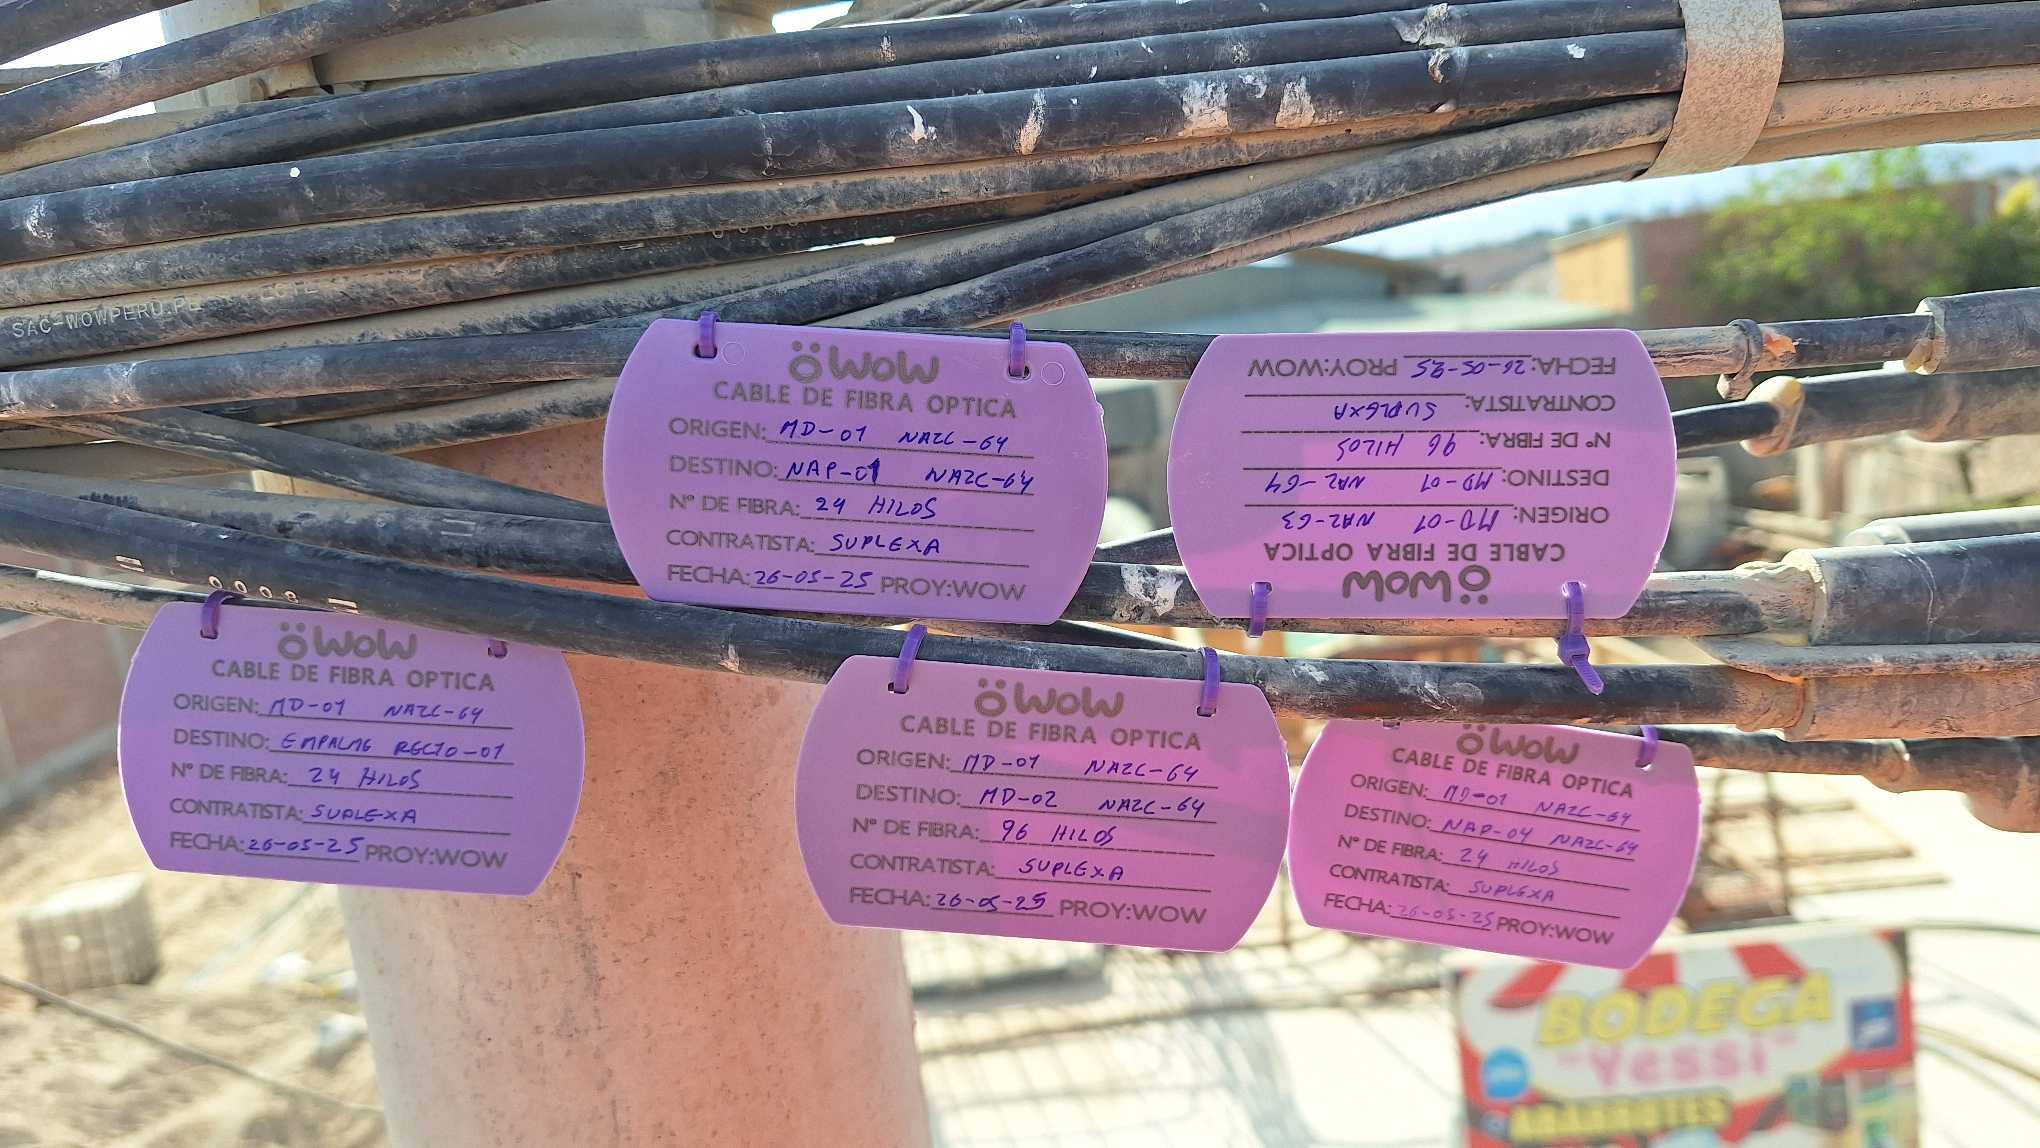 SAC-WOWPERU.PE
WOW
CABLE DE FIBRA OPTICA
ORIGEN: MD-01 NAZC-64
DESTINO: NAP-01 NAZC-64
N° DE FIBRA: 24 HILOS
CONTRATISTA: SUPLEXA
FECHA: 26-05-25 PROY:WOW
WOW
CABLE DE FIBRA OPTICA
ORIGEN: MD-01 NAZ-63
DESTINO: MD-01 NAZ-64
N° DE FIBRA: 96 HILOS
CONTRATISTA: SUPLEXA
FECHA: 26-05-25 PROY:WOW
WOW
CABLE DE FIBRA OPTICA
ORIGEN: MD-01 NAZC-64
DESTINO: EMPALME RECTO-01
N° DE FIBRA: 24 HILOS
CONTRATISTA: SUPLEXA
FECHA: 26-05-25 PROY:WOW
WOW
CABLE DE FIBRA OPTICA
ORIGEN: MD-01 NAZC-64
DESTINO: MD-02 NAZC-64
N° DE FIBRA: 96 HILOS
CONTRATISTA: SUPLEXA
FECHA: 26-05-25 PROY:WOW
WOW
CABLE DE FIBRA OPTICA
ORIGEN: MD-01 NAZC-64
DESTINO: NAP-04 NAZC-64
N° DE FIBRA: 24 HILOS
CONTRATISTA: SUPLEXA
FECHA: 26-05-25 PROY:WOW
BODEGA
"Yessi"
ABARROTES